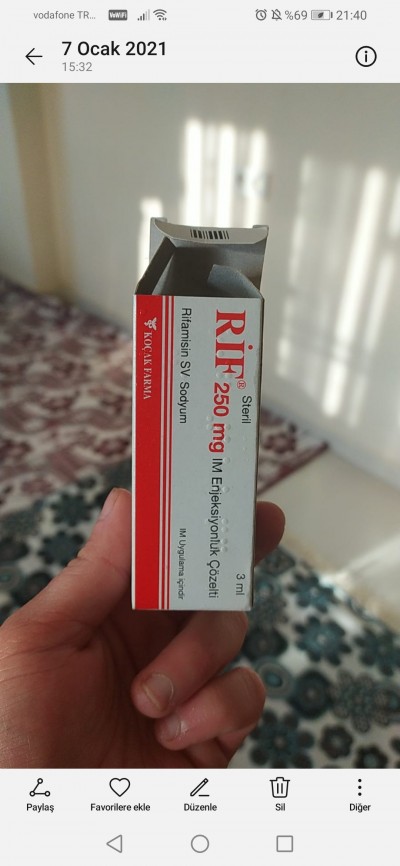 vodafone TR...
VoWiFi
%69
21:40
7 Ocak 2021
15:32
RİF® Steril
250 mg IM Enjeksiyonluk Çözelti
3 ml
Rifamisin SV Sodyum
IM Uygulama içindir
KOÇAK FARMA
Paylaş
Favorilere ekle
Düzenle
Sil
Diğer